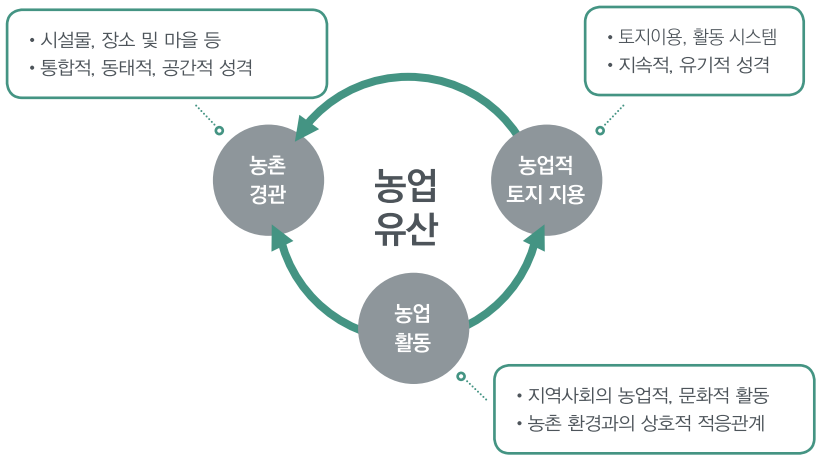 • 시설물, 장소 및 마을 등
• 통합적, 동태적, 공간적 성격
• 토지이용, 활동 시스템
• 지속적, 유기적 성격
농촌
경관
농업적
토지 지용
농업
유산
농업
활동
• 지역사회의 농업적, 문화적 활동
• 농촌 환경과의 상호적 적응관계